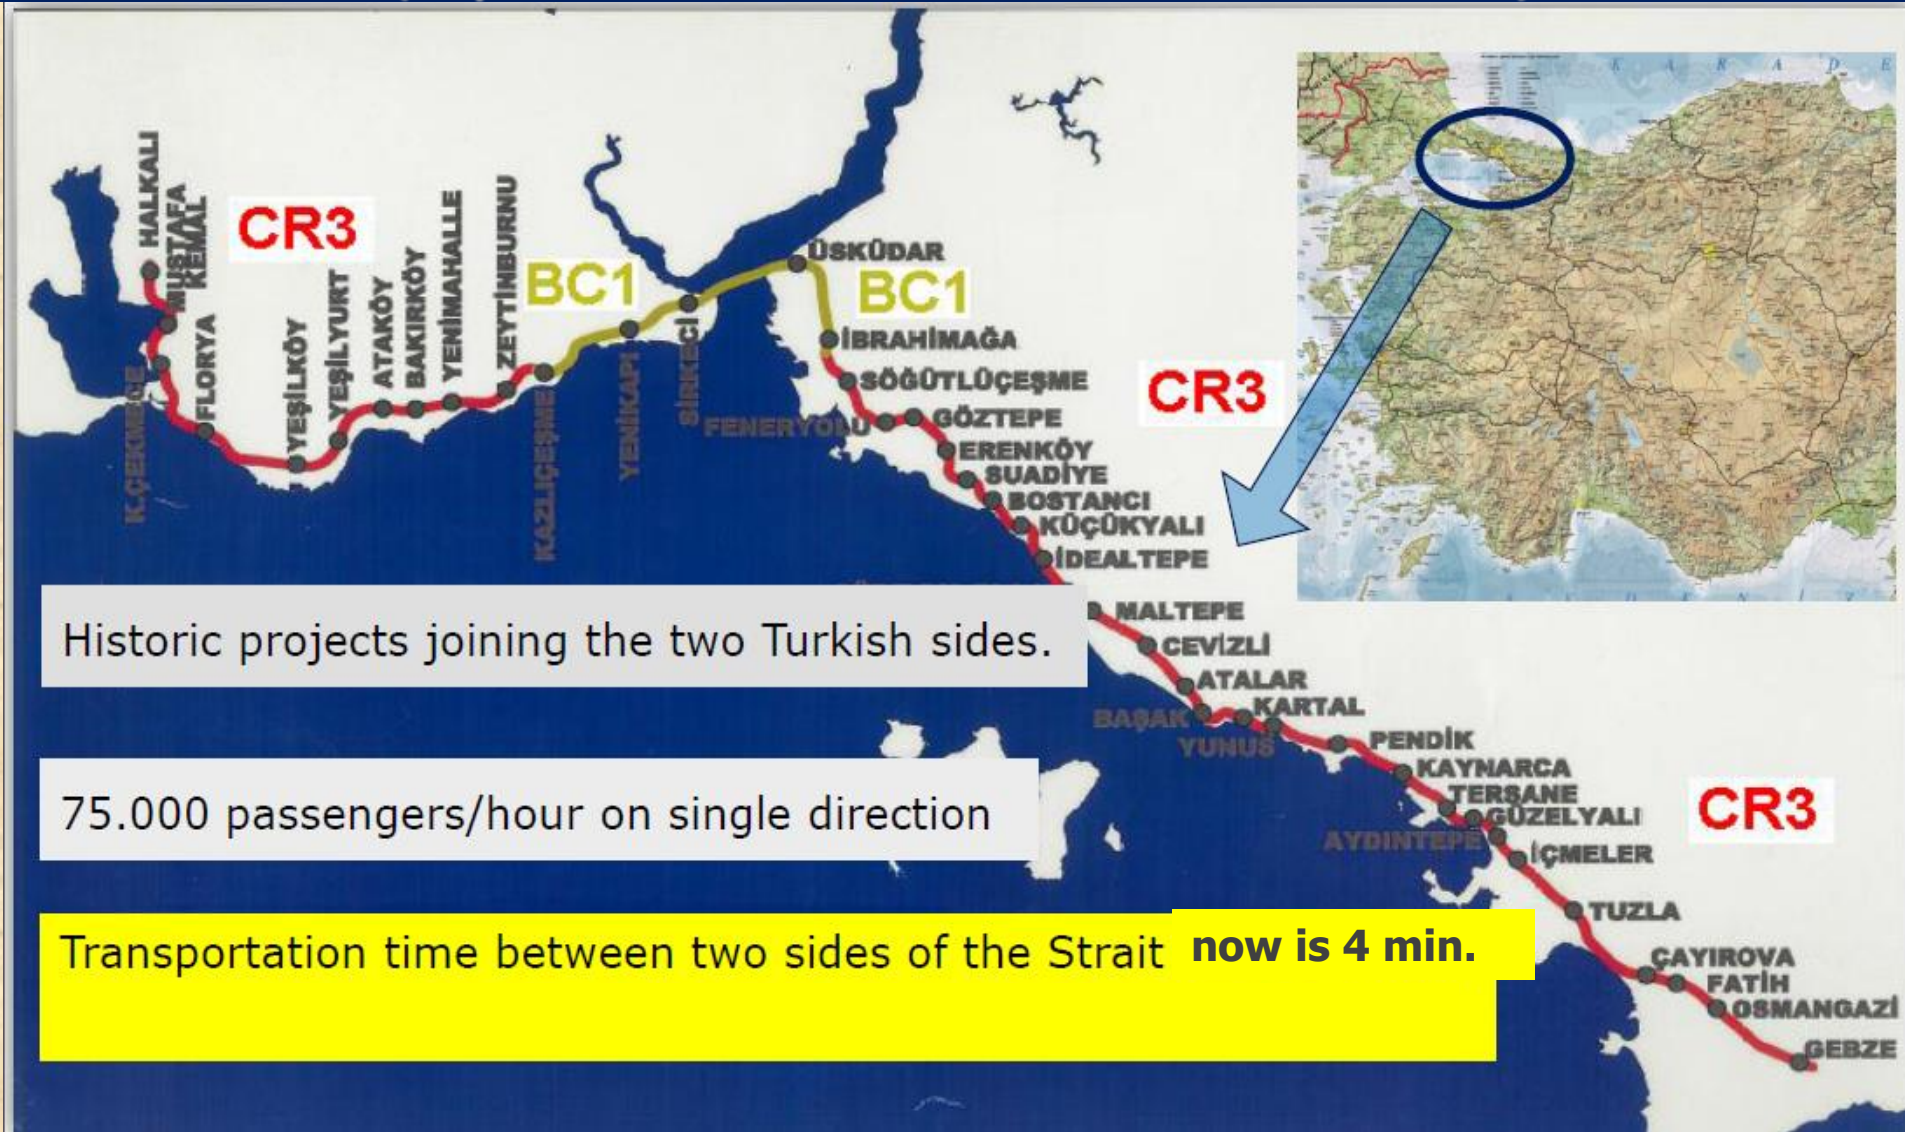 HALKALI
MUSTAFA
KEMAL
K.ÇEKMECE
FLORYA
YEŞİLKÖY
YEŞİLYURT
ATAKÖY
BAKIRKÖY
YENİMAHALLE
ZEYTİNBURNU
KAZLIÇEŞME
YENİKAPI
SİRKECİ
CR3
BC1
ÜSKÜDAR
BC1
İBRAHİMAĞA
SÖĞÜTLÜÇEŞME
CR3
FENERYOLU
GÖZTEPE
ERENKÖY
SUADİYE
BOSTANCI
KÜÇÜKYALI
İDEALTEPE
MALTEPE
CEVİZLİ
ATALAR
BAŞAK
KARTAL
YUNUS
PENDİK
KAYNARCA
TERSANE
GÜZELYALI
AYDINTEPE
İÇMELER
CR3
TUZLA
ÇAYIROVA
FATİH
OSMANGAZİ
GEBZE
K A R A D E
Historic projects joining the two Turkish sides.
75.000 passengers/hour on single direction
Transportation time between two sides of the Strait now is 4 min.